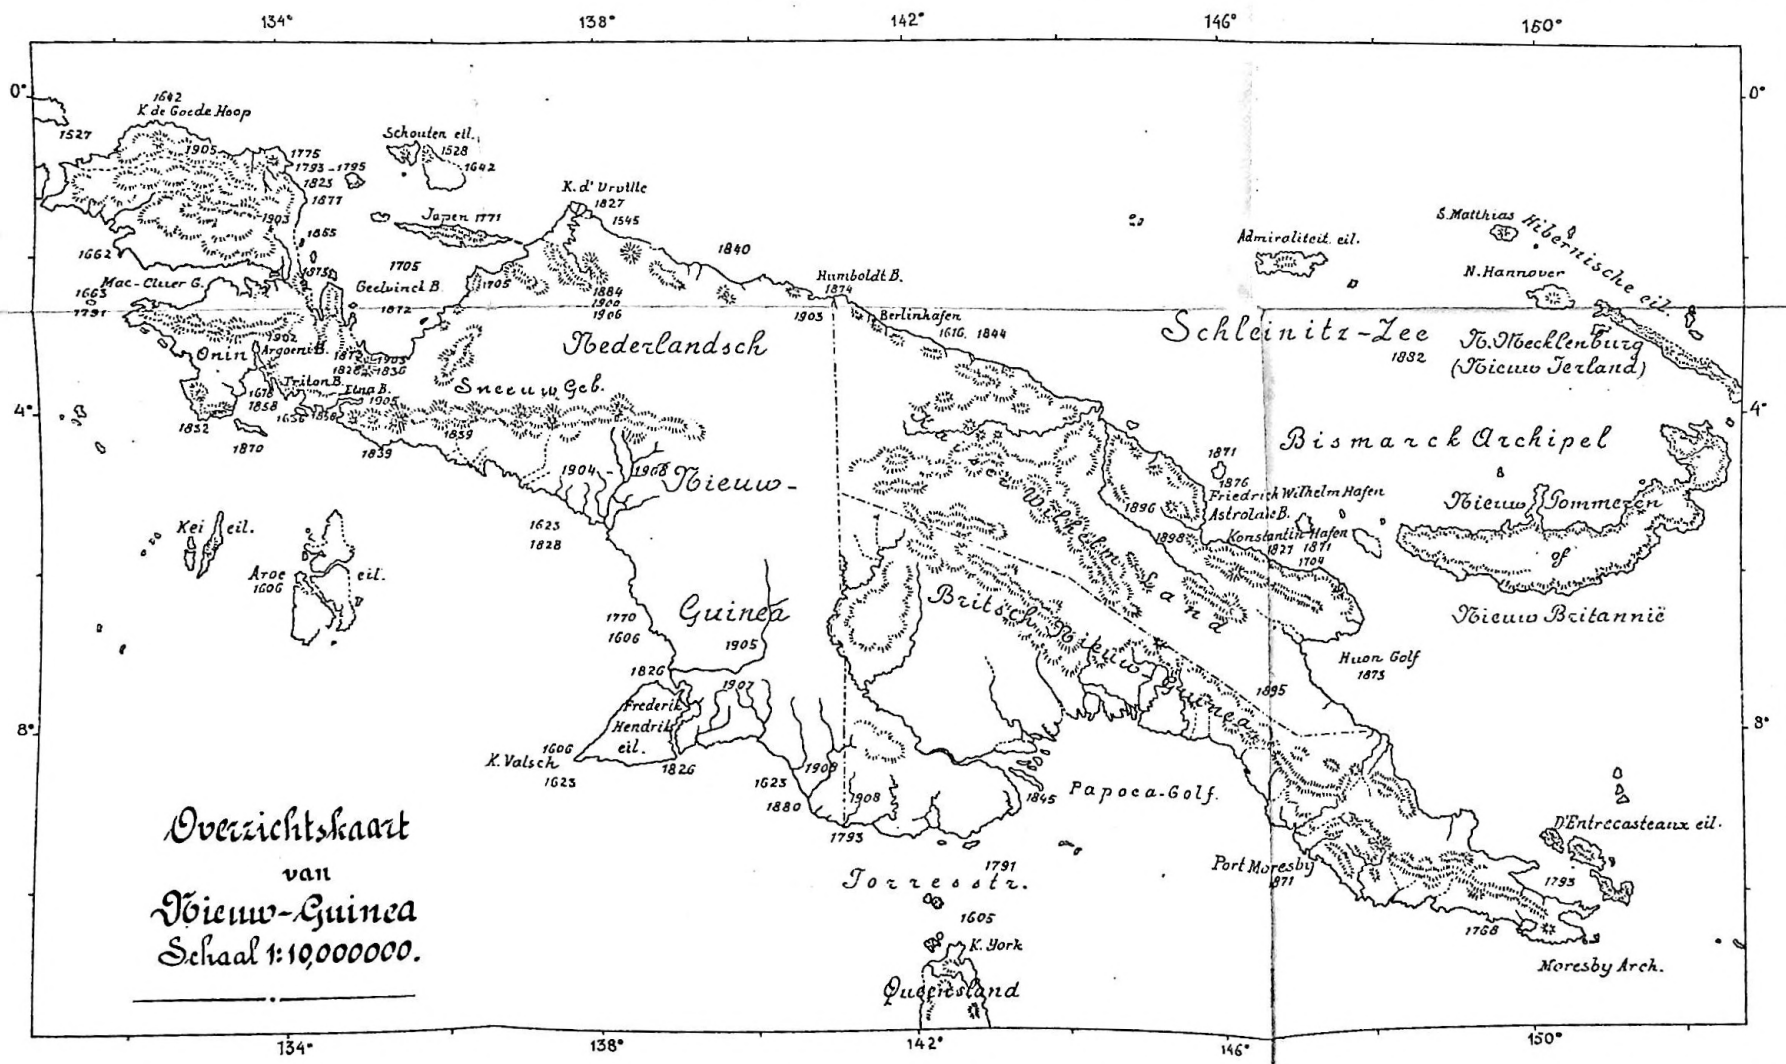 134° 138° 142° 146° 150°
0° 0°
1642
K de Goede Hoop
1527
1905
1775
1793-1795
1823
1877
1903
1855
1662
Schouten eil.
1528
1642
Japen 1771
K. d' Urville
1827
1545
1840
Humboldt B.
1874
Berlinhafen
1616. 1844
1903
Mac-Cluer G.
1663
1791
1705
Geelvinck B.
1872
1705
1884
1900
1906
1902
Onin
Argoeni B.
1873
1903
1828
1836
Triton B.
Etna B.
1905
1678
1858
1656
1858
1852
1870
1839
1859
Nederlandsch
Sneeuw Geb.
Nieuw-
Guinea
1904-1908
1623
1828
1770
1606
1905
Admiraliteit. eil.
S. Matthias
Hibernische eil.
N. Hannover
Schleinitz-Zee
1882
N. Mecklenburg
(Nieuw Ierland)
4° 4°
Bismarck Archipel
1871
1876
Friedrich Wilhelm Hafen
Astrolabe B.
Konstantin Hafen
1827 1871
1704
1896
1898
Nieuw Pommeren
of
Nieuw Britannië
Kei eil.
Aroe eil.
1606
Wilhelm Land
Britsch Nieuw Guinea
Huon Golf
1873
1895
1826
1907
Frederik
Hendrik
eil.
1826
8° 8°
K. Valsch
1606
1623
1623
1880
1908
1908
1793
1845
Papoea-Golf.
Port Moresby
1871
D'Entrecasteaux eil.
1793
1768
Moresby Arch.
1791
Torresstr.
1605
K. York
Queensland
Overzichtskaart
van
Nieuw-Guinea
Schaal 1:10,000000.
134° 138° 142° 146° 150°